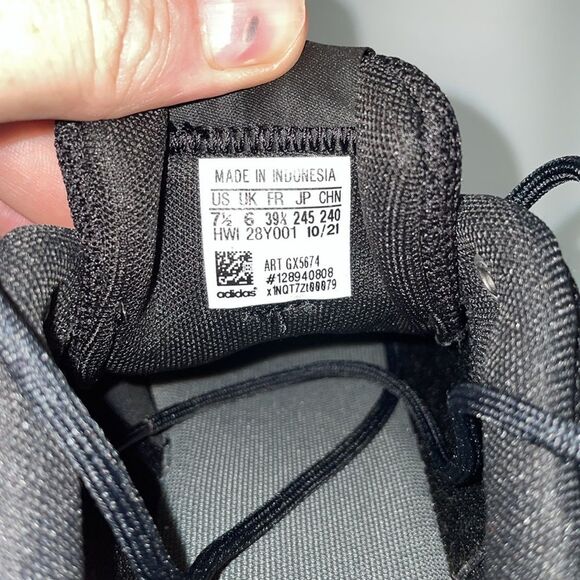 MADE IN INDONESIA
US UK FR JP CHN
7½ 6 39⅓ 245 240
HWI 28Y001 10/21
ART GX5674
#128940808
adidas® x1NQT7Zt00079